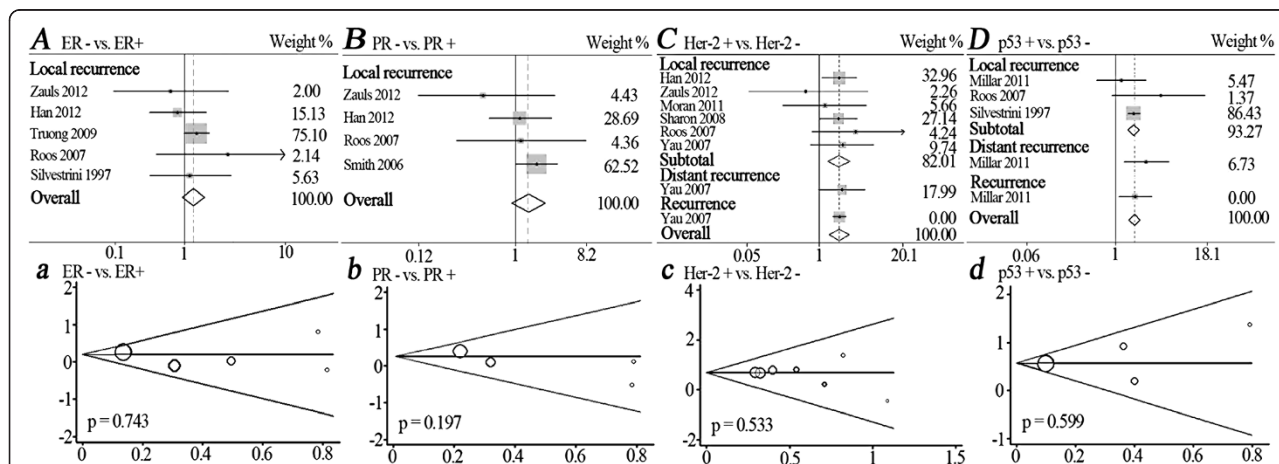 A ER - vs. ER+ Weight %
Local recurrence
Zauls 2012 2.00
Han 2012 15.13
Truong 2009 75.10
Roos 2007 2.14
Silvestrini 1997 5.63
Overall 100.00
0.1 1 10
B PR - vs. PR + Weight %
Local recurrence
Zauls 2012 4.43
Han 2012 28.69
Roos 2007 4.36
Smith 2006 62.52
Overall 100.00
0.12 1 8.2
C Her-2 + vs. Her-2 - Weight %
Local recurrence
Han 2012 32.96
Zauls 2012 2.26
Moran 2011 5.66
Sharon 2008 27.14
Roos 2007 4.24
Yau 2007 9.74
Subtotal 82.01
Distant recurrence
Yau 2007 17.99
Recurrence
Yau 2007 0.00
Overall 100.00
0.05 1 20.1
D p53 + vs. p53 - Weight %
Local recurrence
Millar 2011 5.47
Roos 2007 1.37
Silvestrini 1997 86.43
Subtotal 93.27
Distant recurrence
Millar 2011 6.73
Recurrence
Millar 2011 0.00
Overall 100.00
0.06 1 18.1
a ER - vs. ER+
2
1
0
-1
-2
p = 0.743
0 0.2 0.4 0.6 0.8
b PR - vs. PR +
2
1
0
-1
-2
p = 0.197
0 0.2 0.4 0.6 0.8
c Her-2 + vs. Her-2 -
4
2
0
-2
p = 0.533
0 0.5 1 1.5
d p53 + vs. p53 -
2
1
0
-1
p = 0.599
0 0.2 0.4 0.6 0.8